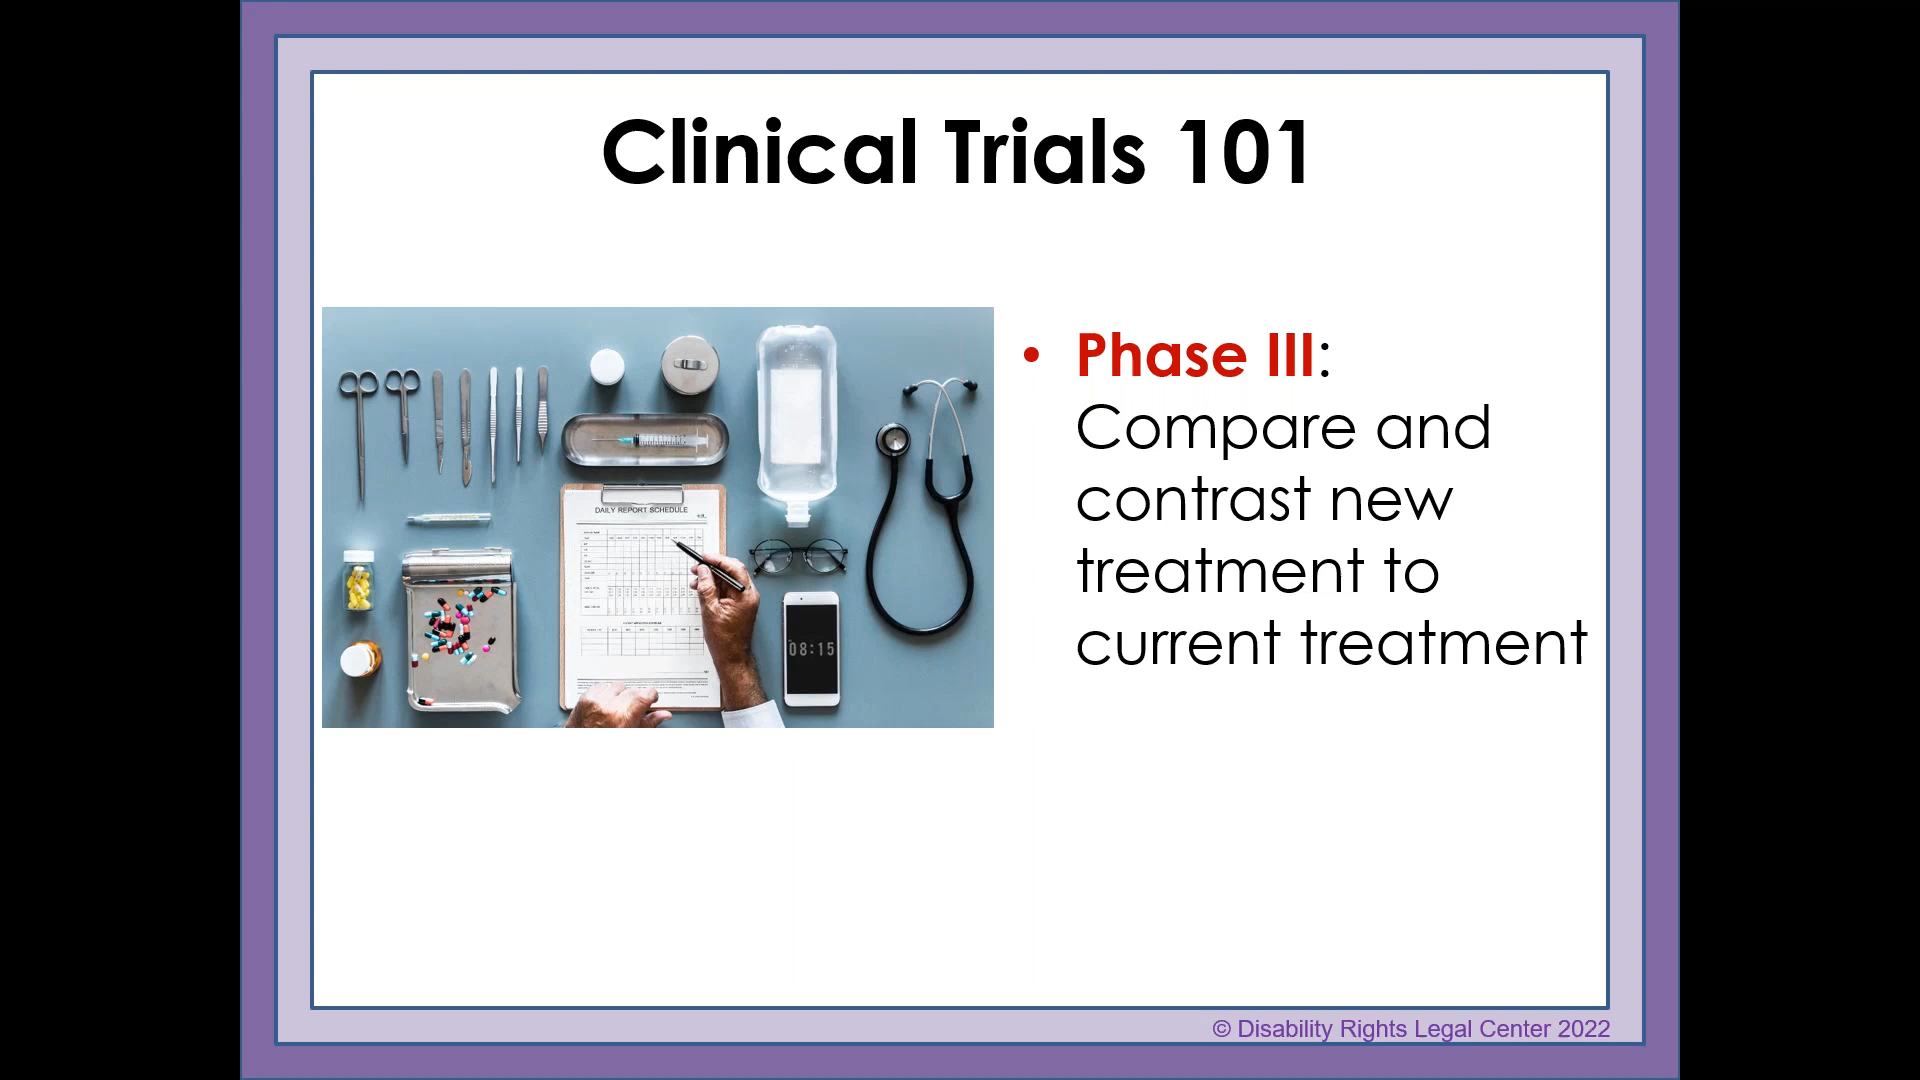 Clinical Trials 101
• Phase III:
Compare and
contrast new
treatment to
current treatment
DAILY REPORT SCHEDULE
08:15
© Disability Rights Legal Center 2022